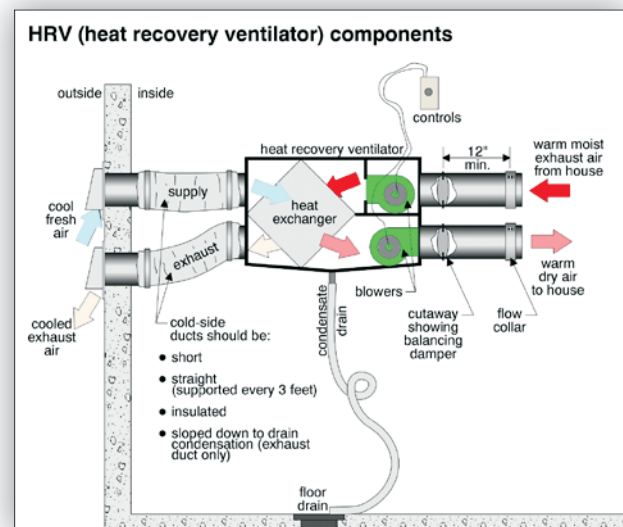 HRV (heat recovery ventilator) components
outside
inside
controls
heat recovery ventilator
12"
min.
warm moist
exhaust air
from house
supply
heat
exchanger
cool
fresh
air
exhaust
warm
dry air
to house
cooled
exhaust
air
cold-side
ducts should be:
• short
• straight
(supported every 3 feet)
• insulated
• sloped down to drain
condensation (exhaust
duct only)
condensate
drain
blowers
cutaway
showing
balancing
damper
flow
collar
floor
drain